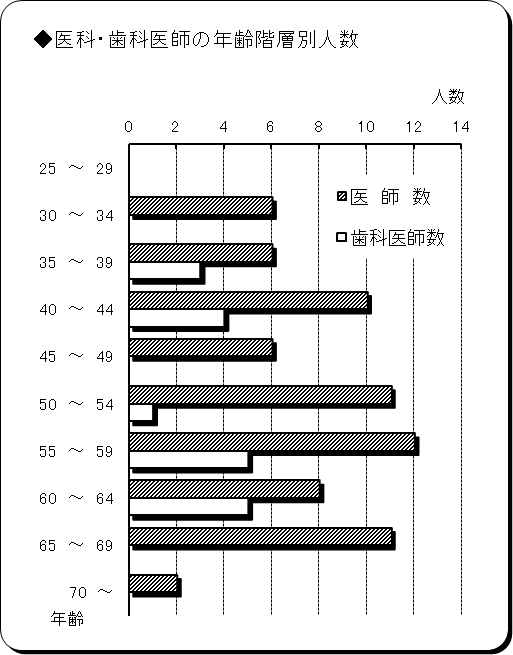 ◆医科・歯科医師の年齢階層別人数
人数
0 2 4 6 8 10 12 14
25 ～ 29
30 ～ 34
35 ～ 39
40 ～ 44
45 ～ 49
50 ～ 54
55 ～ 59
60 ～ 64
65 ～ 69
70 ～
年齢
医 師 数
歯科医師数